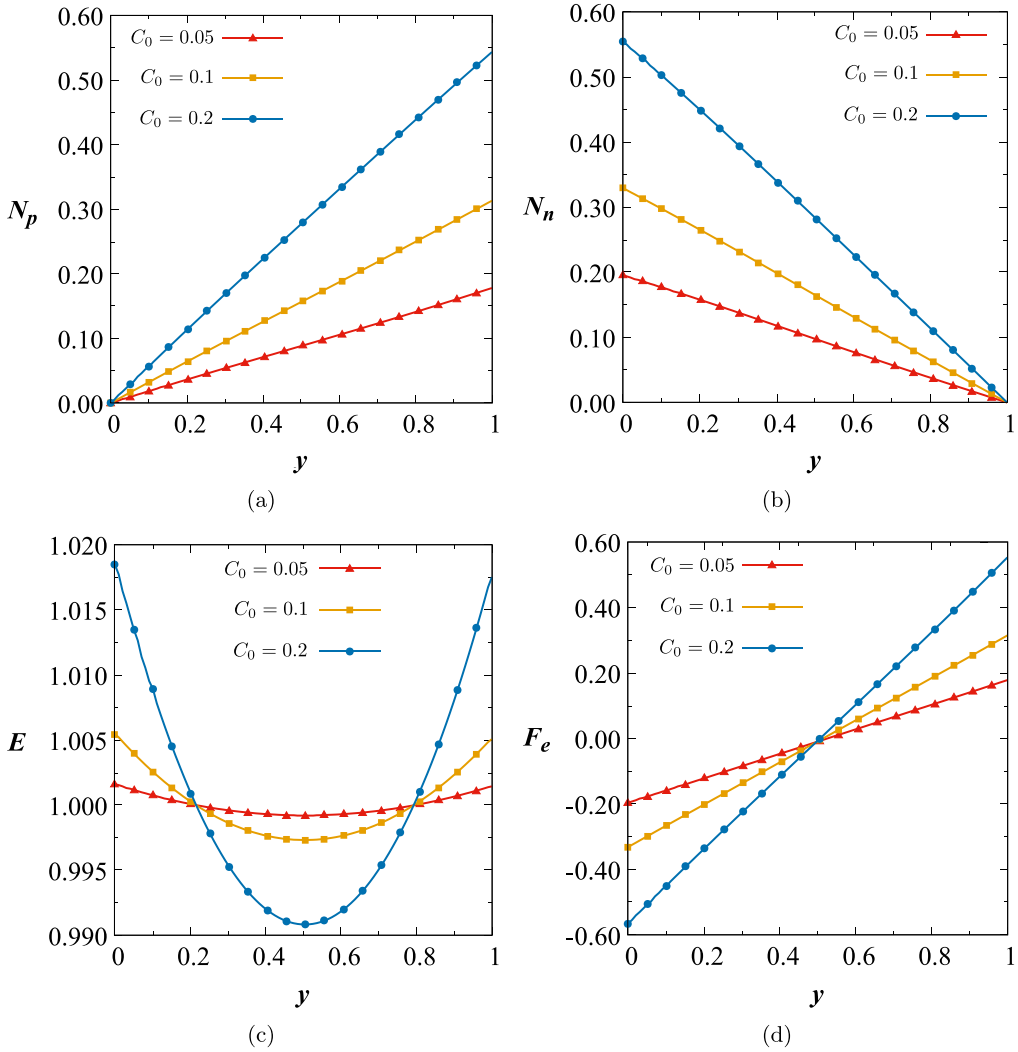 0.60
0.50
0.40
0.30
0.20
0.10
0.00
N_p
C_0 = 0.05
C_0 = 0.1
C_0 = 0.2
0 0.2 0.4 0.6 0.8 1
y
(a)
0.60
0.50
0.40
0.30
0.20
0.10
0.00
N_n
C_0 = 0.05
C_0 = 0.1
C_0 = 0.2
0 0.2 0.4 0.6 0.8 1
y
(b)
1.020
1.015
1.010
1.005
1.000
0.995
0.990
E
C_0 = 0.05
C_0 = 0.1
C_0 = 0.2
0 0.2 0.4 0.6 0.8 1
y
(c)
0.60
0.40
0.20
0.00
-0.20
-0.40
-0.60
F_e
C_0 = 0.05
C_0 = 0.1
C_0 = 0.2
0 0.2 0.4 0.6 0.8 1
y
(d)